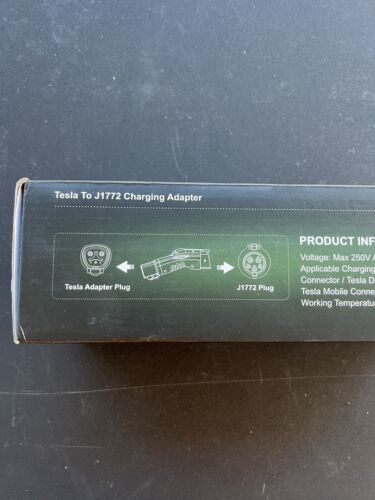 Tesla To J1772 Charging Adapter
Tesla Adapter Plug
J1772 Plug
PRODUCT INF
Voltage: Max 250V
Applicable Charging
Connector / Tesla D
Tesla Mobile Conne
Working Temperatu